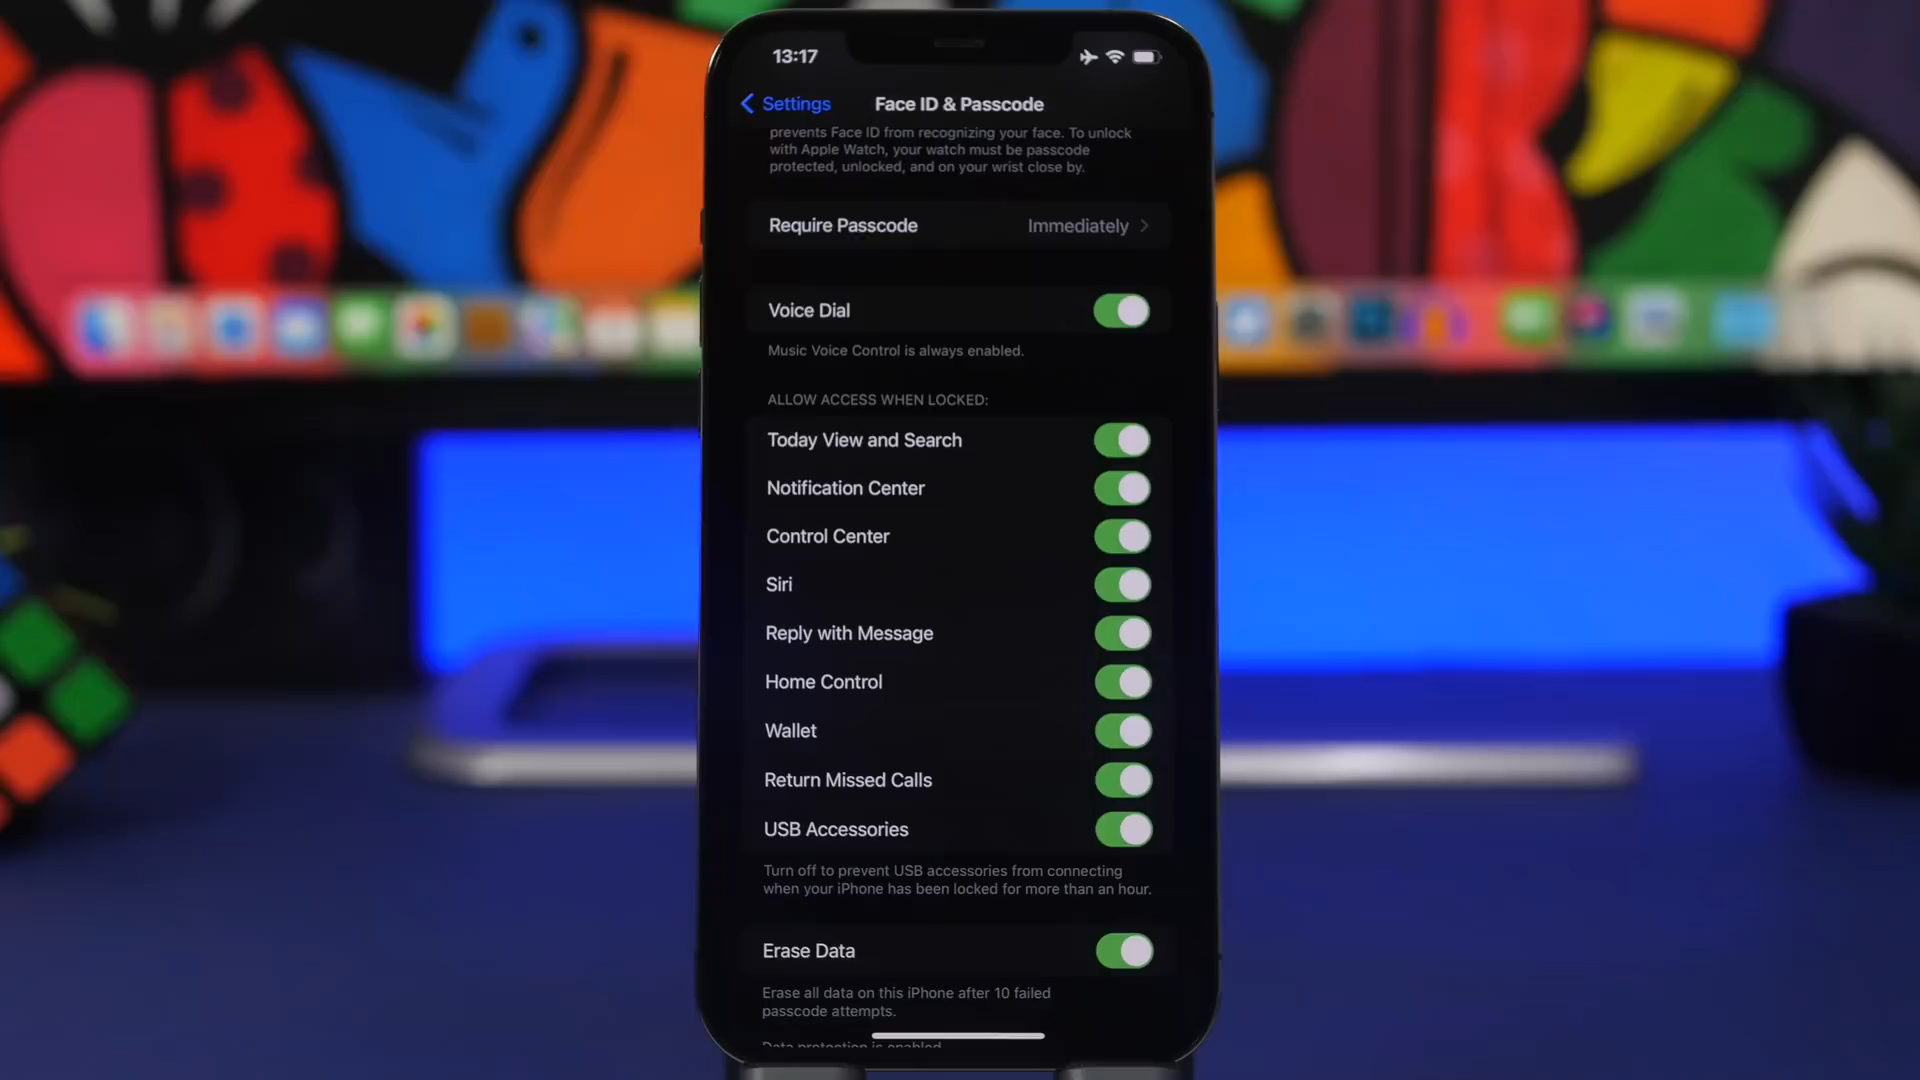 13:17
Settings
Face ID & Passcode
prevents Face ID from recognizing your face. To unlock
with Apple Watch, your watch must be passcode
protected, unlocked, and on your wrist close by.
Require Passcode
Immediately
Voice Dial
Music Voice Control is always enabled.
ALLOW ACCESS WHEN LOCKED:
Today View and Search
Notification Center
Control Center
Siri
Reply with Message
Home Control
Wallet
Return Missed Calls
USB Accessories
Turn off to prevent USB accessories from connecting
when your iPhone has been locked for more than an hour.
Erase Data
Erase all data on this iPhone after 10 failed
passcode attempts.
Data protection is enabled.